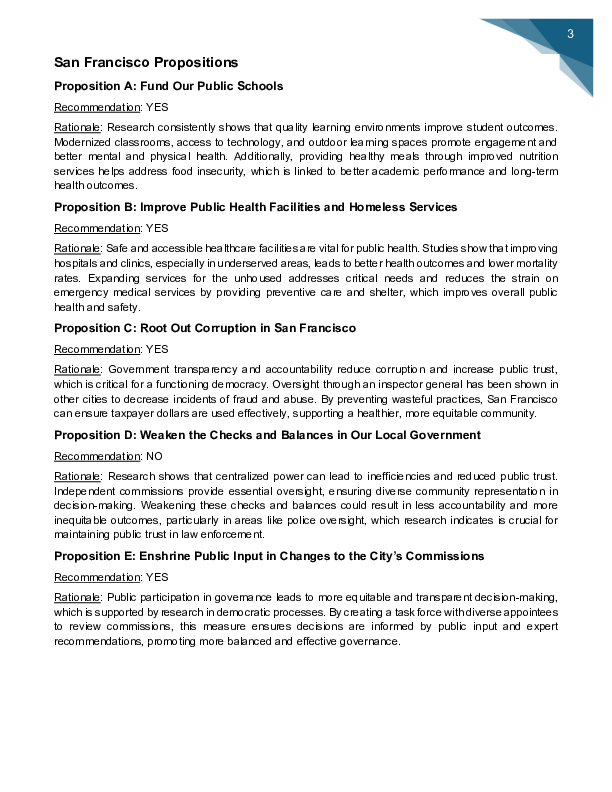 3
San Francisco Propositions
Proposition A: Fund Our Public Schools
Recommendation: YES
Rationale: Research consistently shows that quality learning environments improve student outcomes.
Modernized classrooms, access to technology, and outdoor learning spaces promote engagement and
better mental and physical health. Additionally, providing healthy meals through improved nutrition
services helps address food insecurity, which is linked to better academic performance and long-term
health outcomes.
Proposition B: Improve Public Health Facilities and Homeless Services
Recommendation: YES
Rationale: Safe and accessible healthcare facilities are vital for public health. Studies show that improving
hospitals and clinics, especially in underserved areas, leads to better health outcomes and lower mortality
rates. Expanding services for the unhoused addresses critical needs and reduces the strain on
emergency medical services by providing preventive care and shelter, which improves overall public
health and safety.
Proposition C: Root Out Corruption in San Francisco
Recommendation: YES
Rationale: Government transparency and accountability reduce corruption and increase public trust,
which is critical for a functioning democracy. Oversight through an inspector general has been shown in
other cities to decrease incidents of fraud and abuse. By preventing wasteful practices, San Francisco
can ensure taxpayer dollars are used effectively, supporting a healthier, more equitable community.
Proposition D: Weaken the Checks and Balances in Our Local Government
Recommendation: NO
Rationale: Research shows that centralized power can lead to inefficiencies and reduced public trust.
Independent commissions provide essential oversight, ensuring diverse community representation in
decision-making. Weakening these checks and balances could result in less accountability and more
inequitable outcomes, particularly in areas like police oversight, which research indicates is crucial for
maintaining public trust in law enforcement.
Proposition E: Enshrine Public Input in Changes to the City's Commissions
Recommendation: YES
Rationale: Public participation in governance leads to more equitable and transparent decision-making,
which is supported by research in democratic processes. By creating a task force with diverse appointees
to review commissions, this measure ensures decisions are informed by public input and expert
recommendations, promoting more balanced and effective governance.